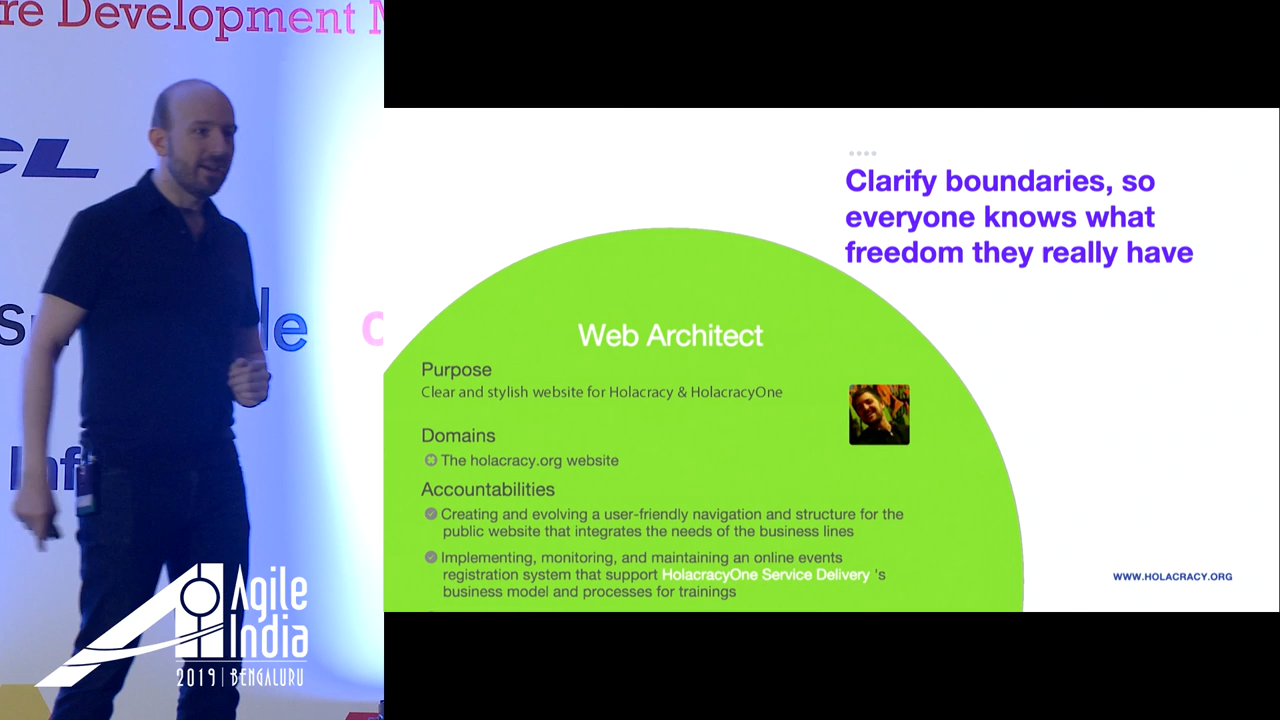 re Development M
CL
le
Inf
Agile
India
2019 | BENGALURU
Clarify boundaries, so
everyone knows what
freedom they really have
Web Architect
Purpose
Clear and stylish website for Holacracy & HolacracyOne
Domains
The holacracy.org website
Accountabilities
Creating and evolving a user-friendly navigation and structure for the
public website that integrates the needs of the business lines
Implementing, monitoring, and maintaining an online events
registration system that support HolacracyOne Service Delivery 's
business model and processes for trainings
WWW.HOLACRACY.ORG